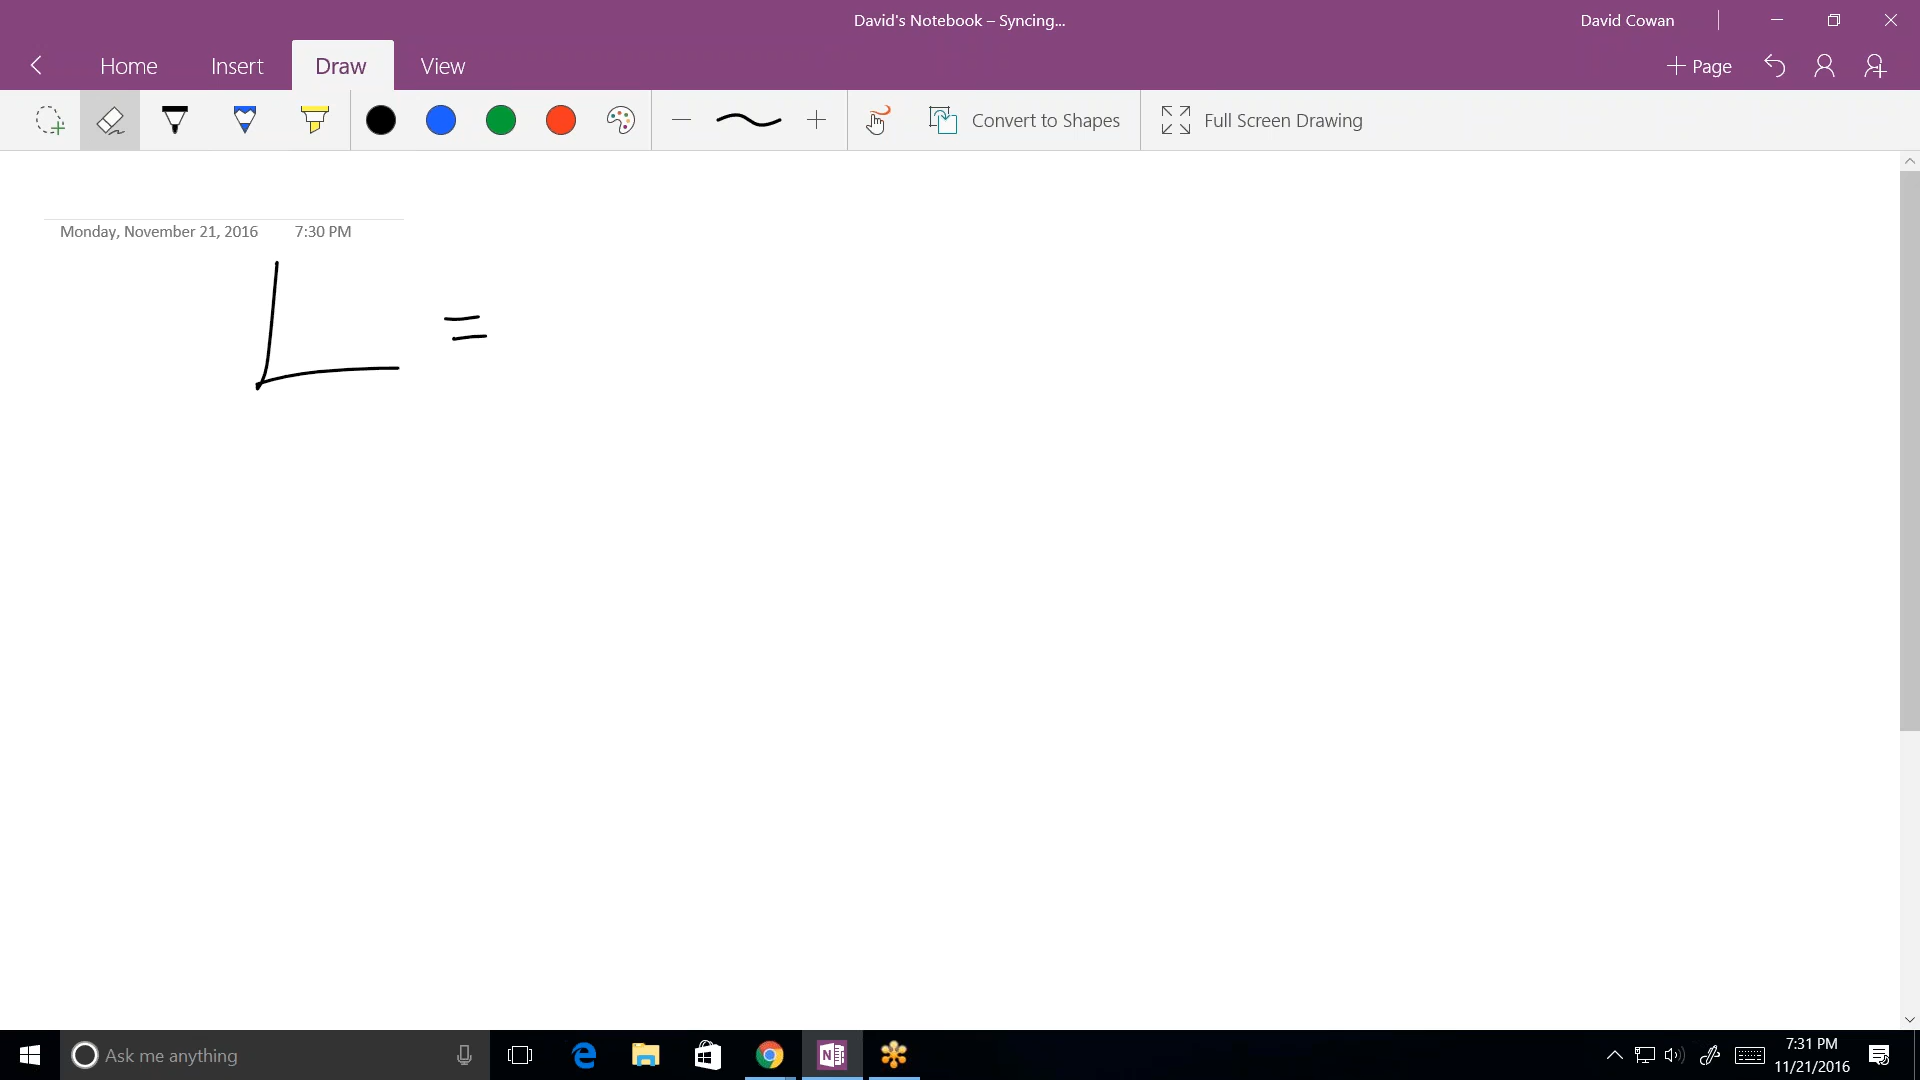 David's Notebook – Syncing...
David Cowan
Home Insert Draw View
Page
Convert to Shapes
Full Screen Drawing
Monday, November 21, 2016 7:30 PM
L =
Ask me anything
N
7:31 PM
11/21/2016